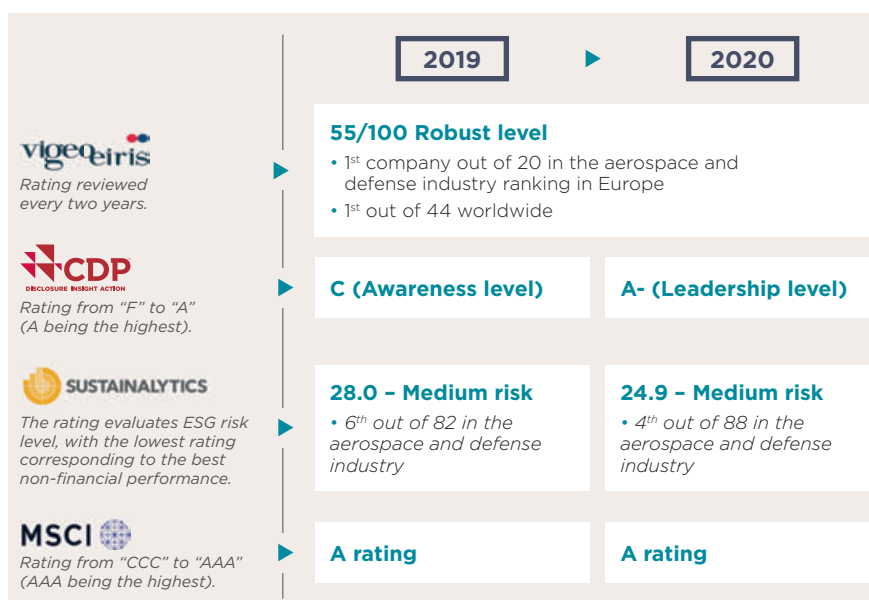 2019
2020
vigeoeiris
Rating reviewed
every two years.
55/100 Robust level
• 1st company out of 20 in the aerospace and
defense industry ranking in Europe
• 1st out of 44 worldwide
CDP
DISCLOSURE INSIGHT ACTION
Rating from “F” to “A”
(A being the highest).
C (Awareness level)
A- (Leadership level)
SUSTAINALYTICS
The rating evaluates ESG risk
level, with the lowest rating
corresponding to the best
non-financial performance.
28.0 – Medium risk
• 6th out of 82 in the
aerospace and defense
industry
24.9 – Medium risk
• 4th out of 88 in the
aerospace and defense
industry
MSCI
Rating from “CCC” to “AAA”
(AAA being the highest).
A rating
A rating